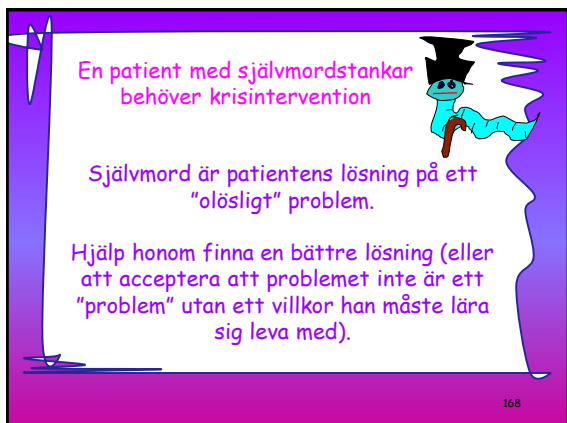 En patient med självmordstankar
behöver krisintervention
Självmord är patientens lösning på ett
”olösligt” problem.
Hjälp honom finna en bättre lösning (eller
att acceptera att problemet inte är ett
”problem” utan ett villkor han måste lära
sig leva med).
168